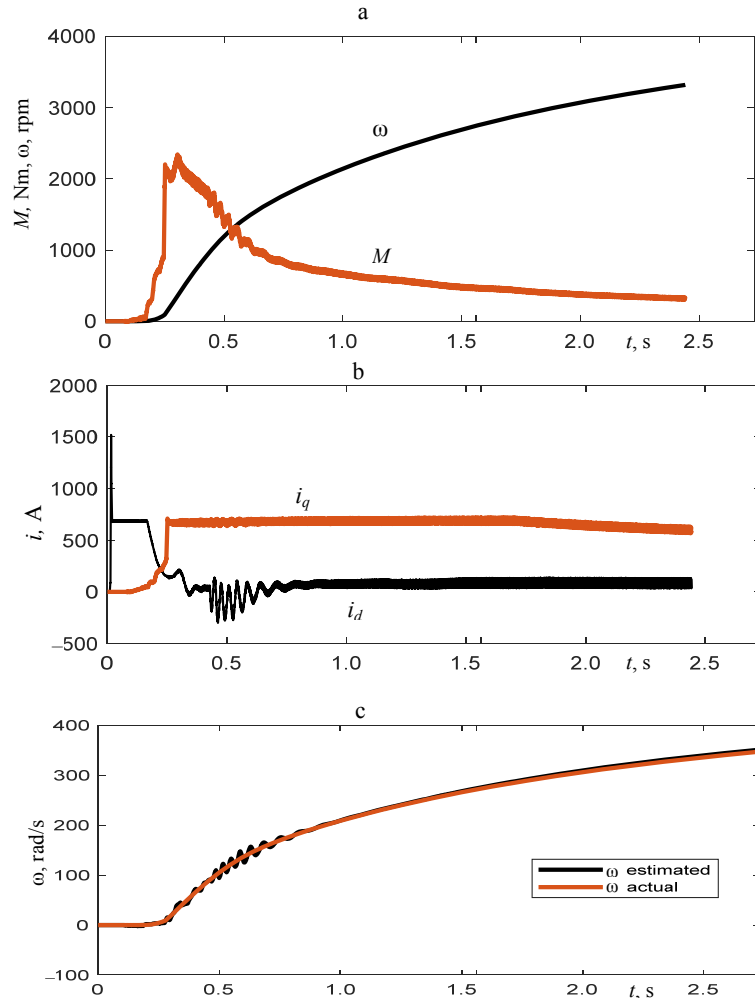 a
M, Nm, ω, rpm
4000
3000
2000
1000
0
ω
M
0
0.5
1.0
1.5
2.0
t, s
2.5
b
i, A
2000
1500
1000
500
0
–500
i_q
i_d
0
0.5
1.0
1.5
2.0
t, s
2.5
c
ω, rad/s
400
300
200
100
0
-100
ω estimated
ω actual
0.0
0.5
1.0
1.5
2.0
t, s
2.5